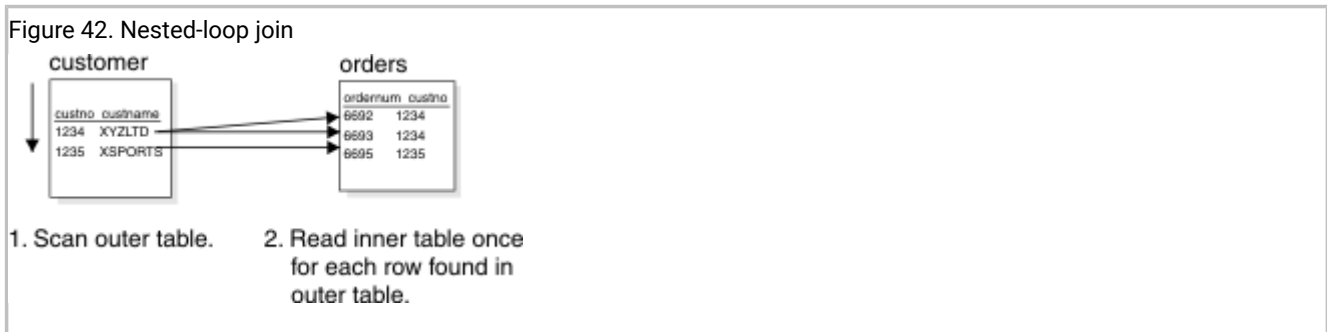 Figure 42. Nested-loop join
customer
custno custname
1234 XYZLTD
1235 XSPORTS
orders
ordernum custno
6692 1234
6693 1234
6695 1235
1. Scan outer table.
2. Read inner table once
for each row found in
outer table.